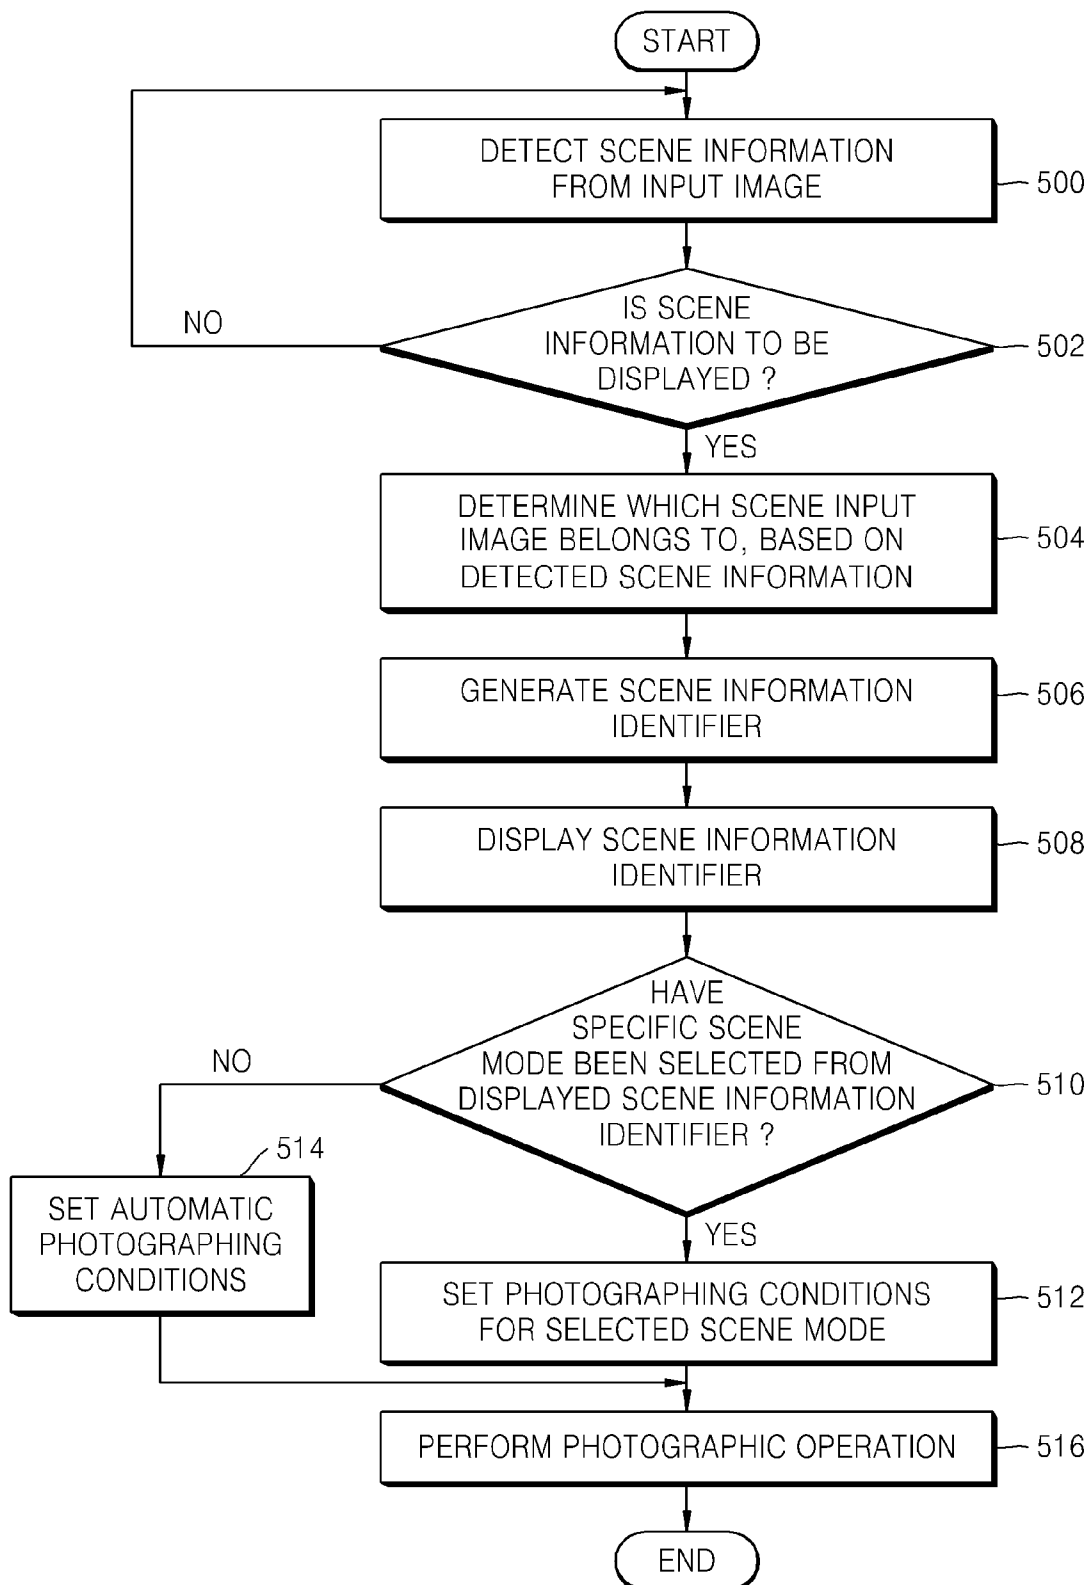 START
DETECT SCENE INFORMATION
FROM INPUT IMAGE
500
IS SCENE
INFORMATION TO BE
DISPLAYED ?
502
NO
YES
DETERMINE WHICH SCENE INPUT
IMAGE BELONGS TO, BASED ON
DETECTED SCENE INFORMATION
504
GENERATE SCENE INFORMATION
IDENTIFIER
506
DISPLAY SCENE INFORMATION
IDENTIFIER
508
HAVE
SPECIFIC SCENE
MODE BEEN SELECTED FROM
DISPLAYED SCENE INFORMATION
IDENTIFIER ?
510
NO
YES
514
SET AUTOMATIC
PHOTOGRAPHING
CONDITIONS
SET PHOTOGRAPHING CONDITIONS
FOR SELECTED SCENE MODE
512
PERFORM PHOTOGRAPHIC OPERATION
516
END